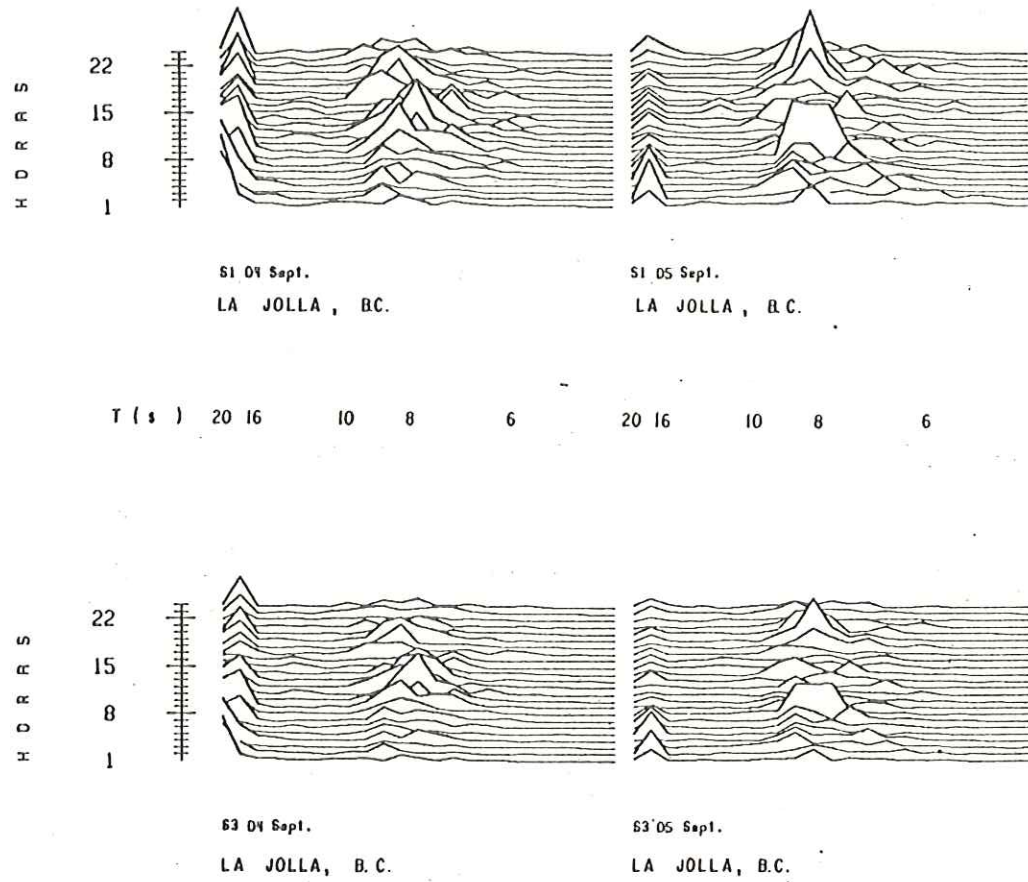 HORAS
22
15
8
1
S1 04 Sept.
S1 05 Sept.
LA JOLLA, B.C.
LA JOLLA, B.C.
T ( s ) 20 16 10 8 6 20 16 10 8 6
HORAS
22
15
8
1
S3 04 Sept.
S3 05 Sept.
LA JOLLA, B.C.
LA JOLLA, B.C.